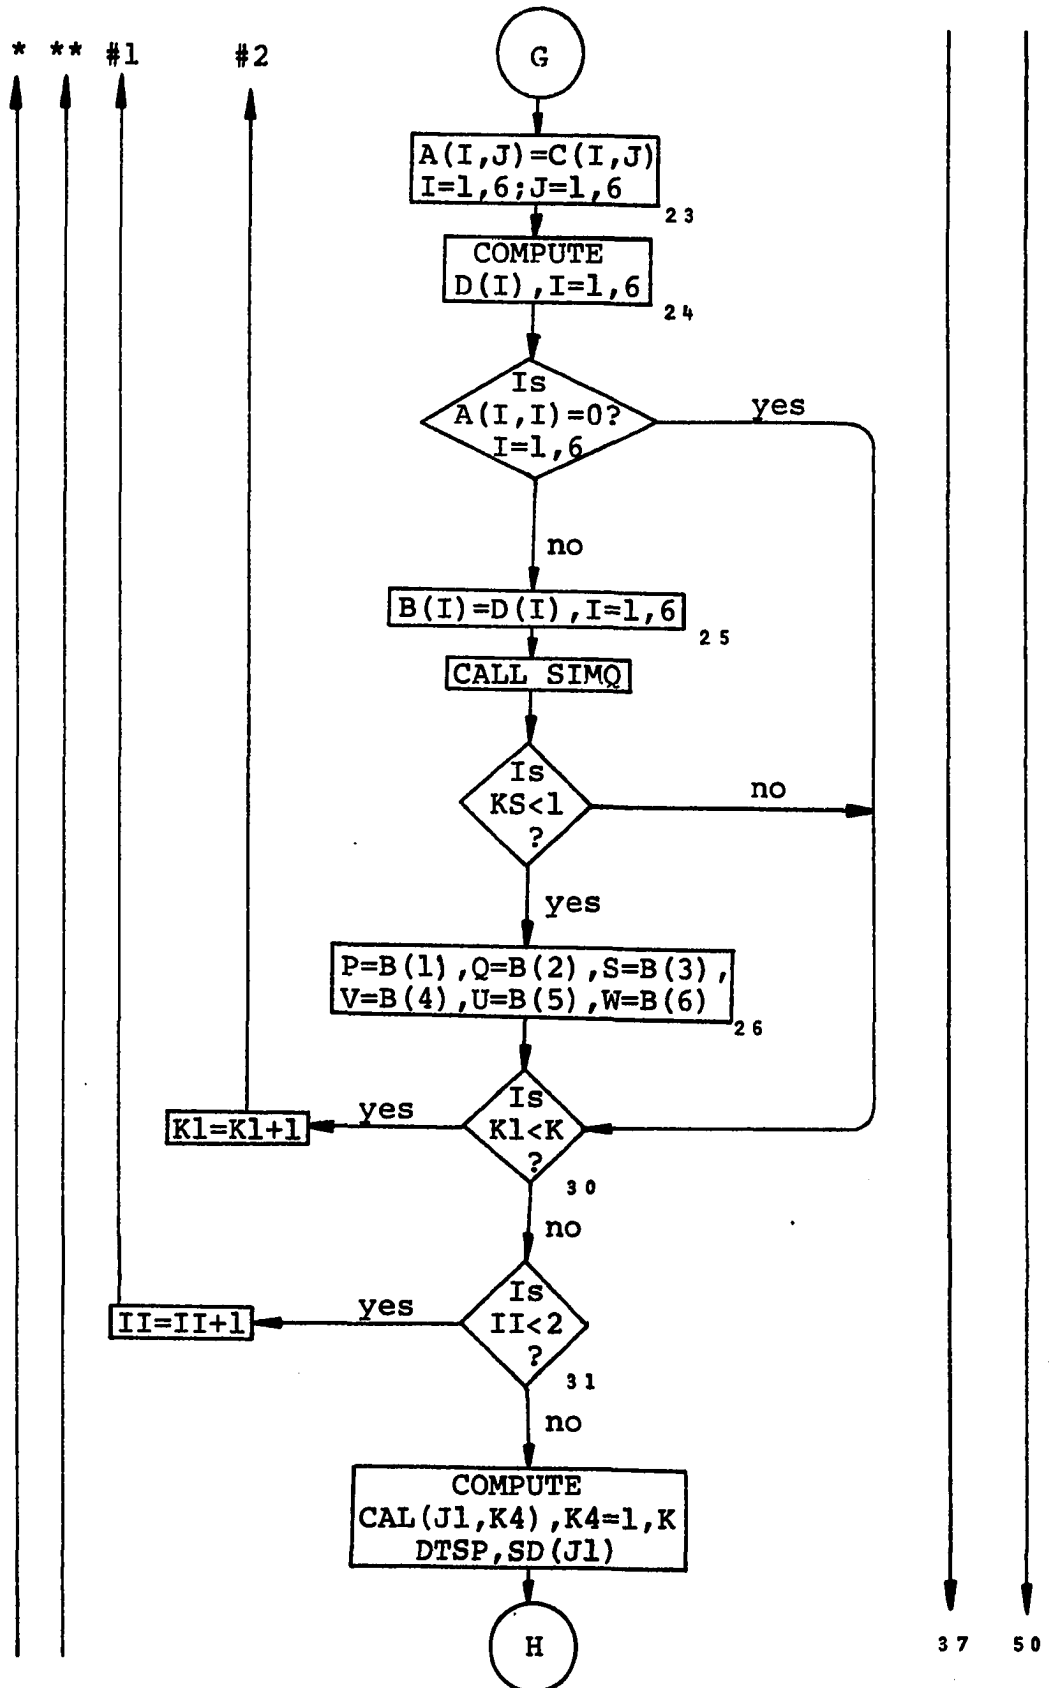 * ** #1 #2
G
A(I,J)=C(I,J)
I=1,6;J=1,6
23
COMPUTE
D(I),I=1,6
24
Is
A(I,I)=0?
I=1,6
yes
no
B(I)=D(I),I=1,6
25
CALL SIMQ
Is
KS<1
?
no
yes
P=B(1),Q=B(2),S=B(3),
V=B(4),U=B(5),W=B(6)
26
Is
K1<K
?
30
yes
K1=K1+1
no
Is
II<2
?
31
yes
II=II+1
no
COMPUTE
CAL(J1,K4),K4=1,K
DTSP,SD(J1)
H
37 50